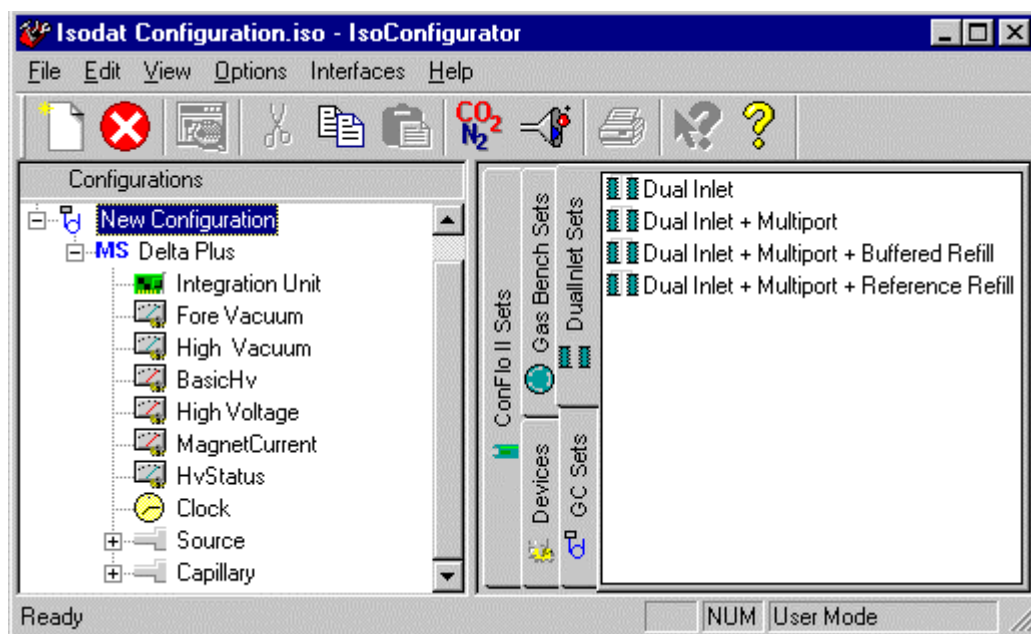 Isodat Configuration.iso - IsoConfigurator
File Edit View Options Interfaces Help
CO2
N2
Configurations
New Configuration
MS Delta Plus
Integration Unit
Fore Vacuum
High Vacuum
BasicHv
High Voltage
MagnetCurrent
HvStatus
Clock
Source
Capillary
ConFlo II Sets
Gas Bench Sets
Devices
DualInlet Sets
GC Sets
Dual Inlet
Dual Inlet + Multiport
Dual Inlet + Multiport + Buffered Refill
Dual Inlet + Multiport + Reference Refill
Ready NUM User Mode